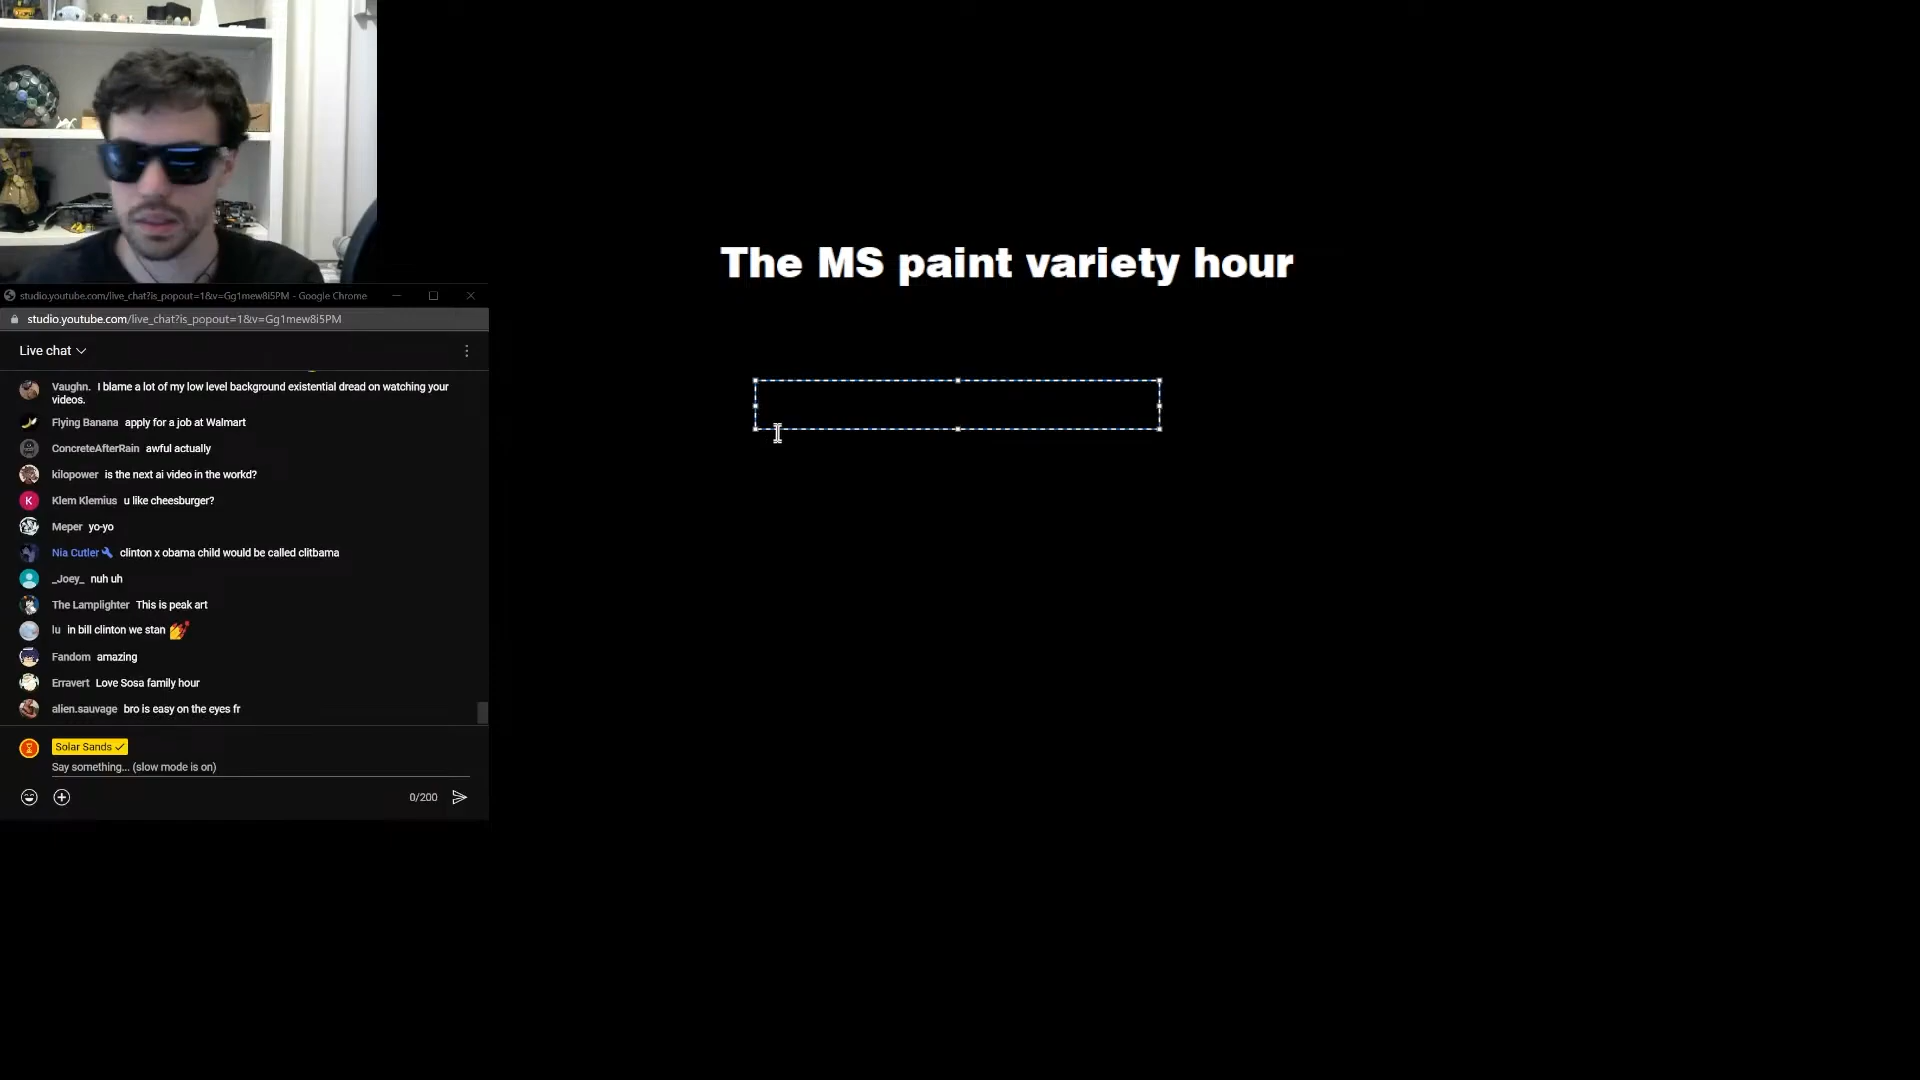 The MS paint variety hour
studio.youtube.com/live_chat?is_popout=1&v=Gg1mew8i5PM - Google Chrome
studio.youtube.com/live_chat?is_popout=1&v=Gg1mew8i5PM
Live chat
Vaughn. I blame a lot of my low level background existential dread on watching your
videos.
Flying Banana apply for a job at Walmart
ConcreteAfterRain awful actually
kilopower is the next ai video in the workd?
K
Klem Klemius u like cheesburger?
Meper yo-yo
Nia Cutler clinton x obama child would be called clitbama
_Joey_ nuh uh
The Lamplighter This is peak art
lu in bill clinton we stan
Fandom amazing
Erravert Love Sosa family hour
alien.sauvage bro is easy on the eyes fr
Solar Sands
Say something... (slow mode is on)
0/200